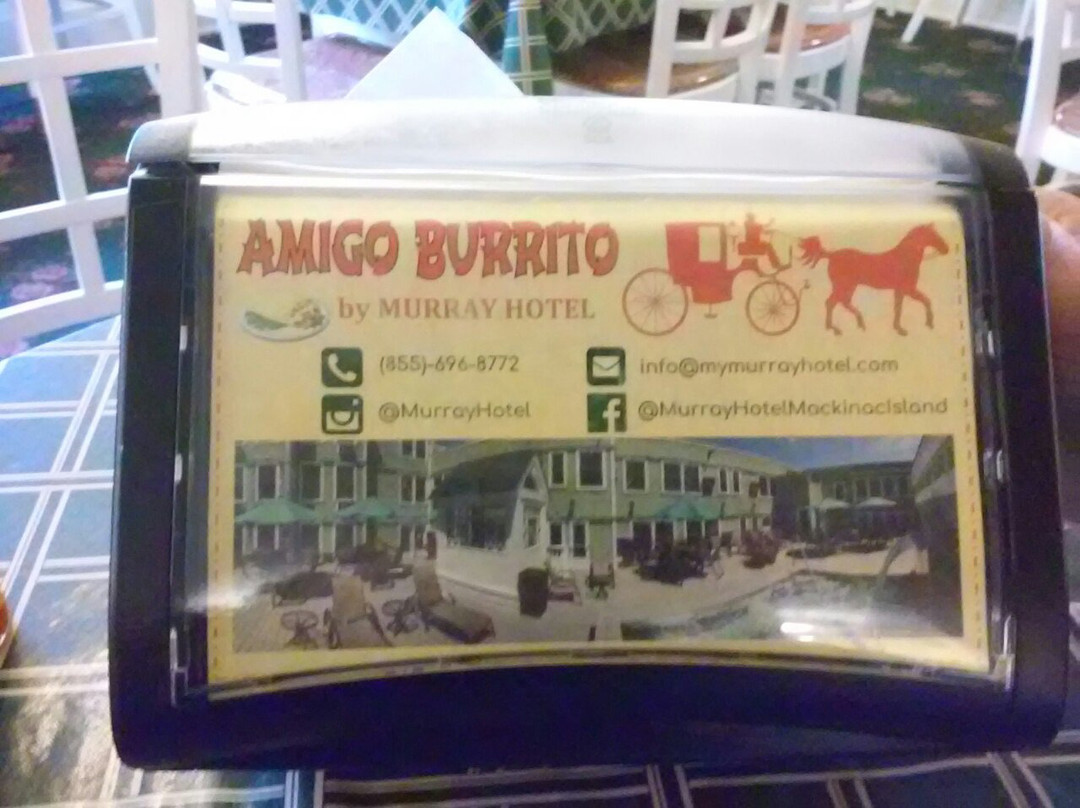 AMIGO BURRITO
by MURRAY HOTEL
(855)-696-8772
info@mymurrayhotel.com
@MurrayHotel
@MurrayHotelMackinacIsland